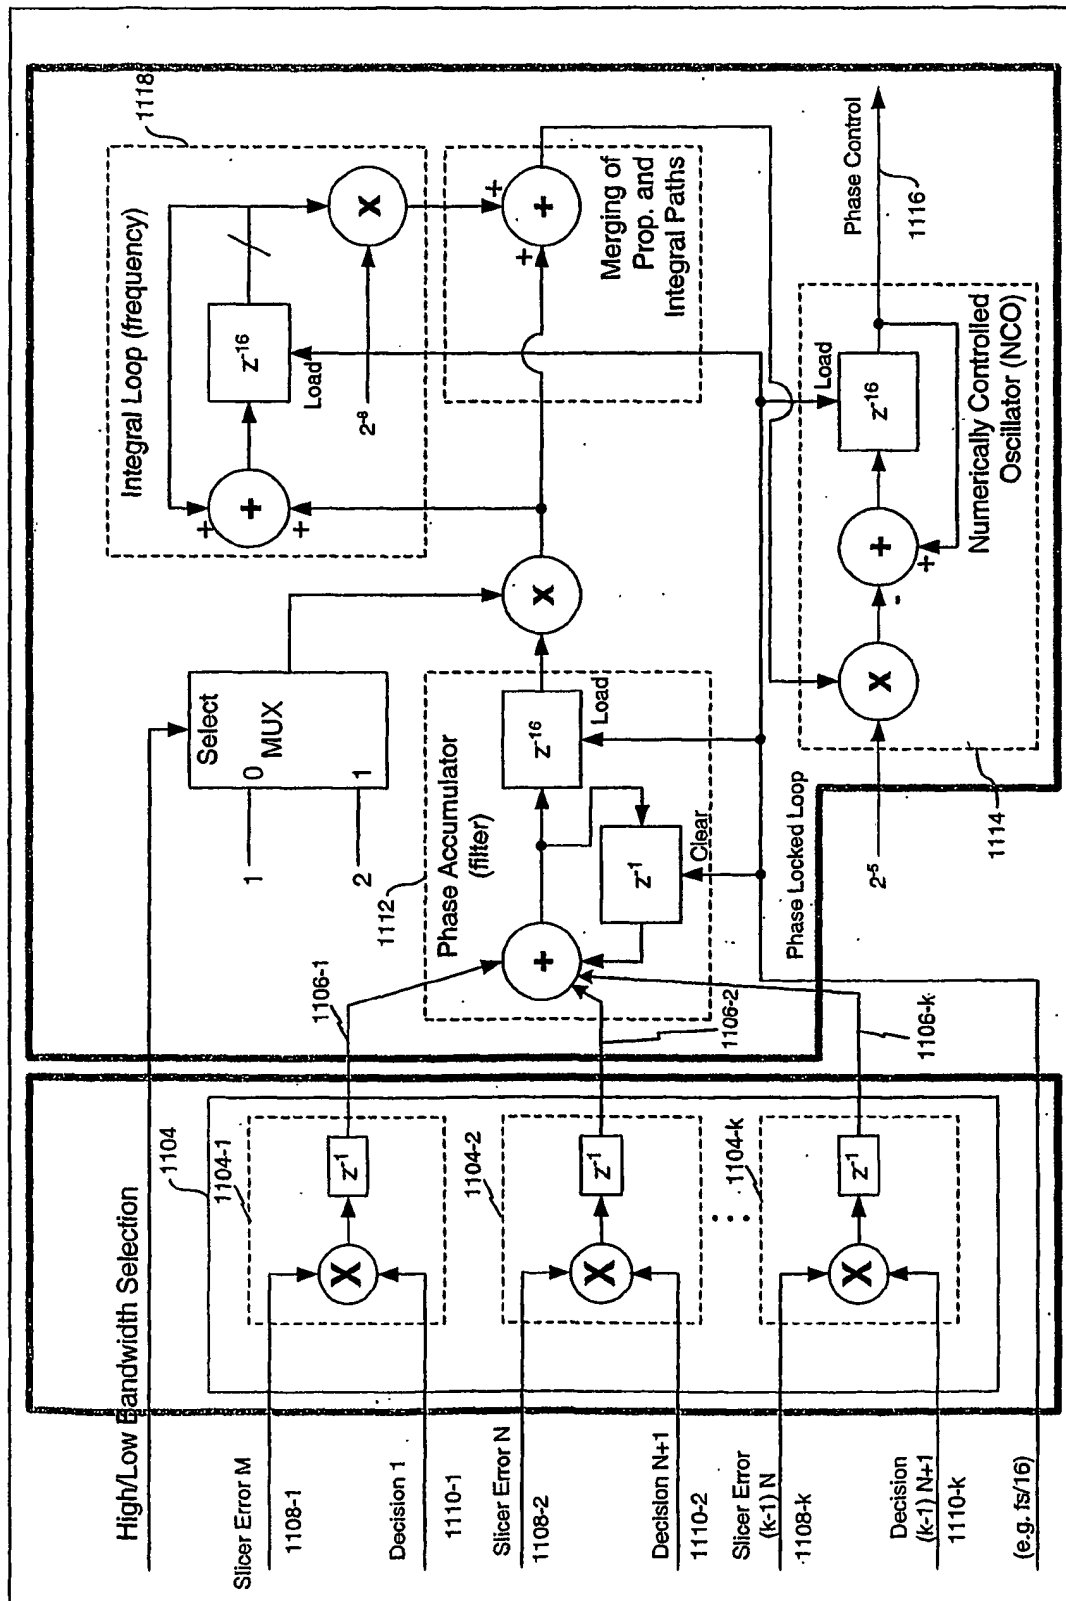 High/Low Bandwidth Selection
Slicer Error M
1108-1
Decision 1
1110-1
Slicer Error N
1108-2
Decision N+1
1110-2
Slicer Error
(k-1) N
1108-k
Decision
(k-1) N+1
1110-k
(e.g. fs/16)
1104
1104-1
X
z-1
1104-2
X
z-1
1104-k
X
z-1
1106-1
1106-2
1106-k
1112
Phase Accumulator
(filter)
+
z-1
Clear
z-16
Load
1
2
Select
0
MUX
1
X
1118
Integral Loop (frequency)
+
+
+
z-16
Load
2-8
X
+
+
+
Merging of
Prop. and
Integral Paths
Phase Locked Loop
2-5
1114
X
-
+
+
z-16
Load
Numerically Controlled
Oscillator (NCO)
Phase Control
1116